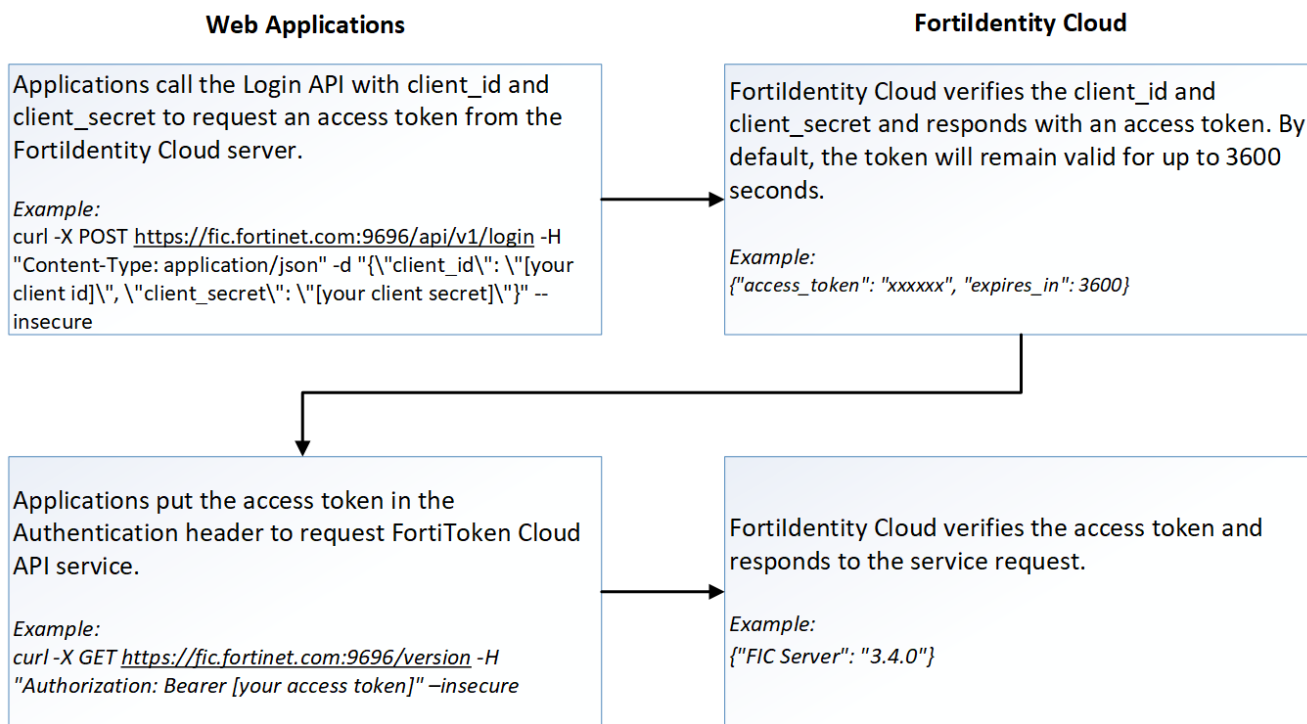 Web Applications
FortiIdentity Cloud
Applications call the Login API with client_id and
client_secret to request an access token from the
FortiIdentity Cloud server.
Example:
curl -X POST https://fic.fortinet.com:9696/api/v1/login -H
"Content-Type: application/json" -d "{\"client_id\": \"[your
client id]\", \"client_secret\": \"[your client secret]\"}" --
insecure
FortiIdentity Cloud verifies the client_id and
client_secret and responds with an access token. By
default, the token will remain valid for up to 3600
seconds.
Example:
{"access_token": "xxxxxx", "expires_in": 3600}
Applications put the access token in the
Authentication header to request FortiToken Cloud
API service.
Example:
curl -X GET https://fic.fortinet.com:9696/version -H
"Authorization: Bearer [your access token]" –insecure
FortiIdentity Cloud verifies the access token and
responds to the service request.
Example:
{"FIC Server": "3.4.0"}